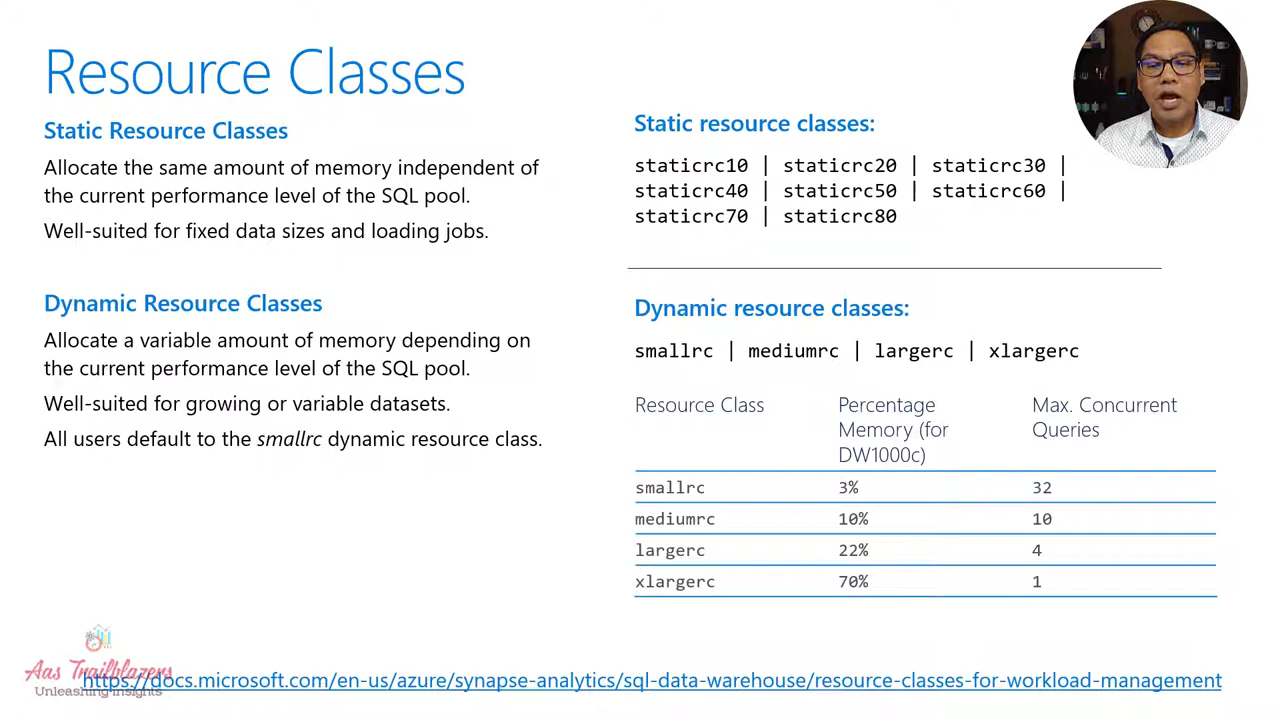 Resource Classes
Static Resource Classes
Allocate the same amount of memory independent of
the current performance level of the SQL pool.
Well-suited for fixed data sizes and loading jobs.
Dynamic Resource Classes
Allocate a variable amount of memory depending on
the current performance level of the SQL pool.
Well-suited for growing or variable datasets.
All users default to the smallrc dynamic resource class.
Static resource classes:
staticrc10 | staticrc20 | staticrc30 |
staticrc40 | staticrc50 | staticrc60 |
staticrc70 | staticrc80
Dynamic resource classes:
smallrc | mediumrc | largerc | xlargerc
Resource Class Percentage Memory (for DW1000c) Max. Concurrent Queries
smallrc 3% 32
mediumrc 10% 10
largerc 22% 4
xlargerc 70% 1
Aas Trailblazers
Unleashing Insights
https://docs.microsoft.com/en-us/azure/synapse-analytics/sql-data-warehouse/resource-classes-for-workload-management